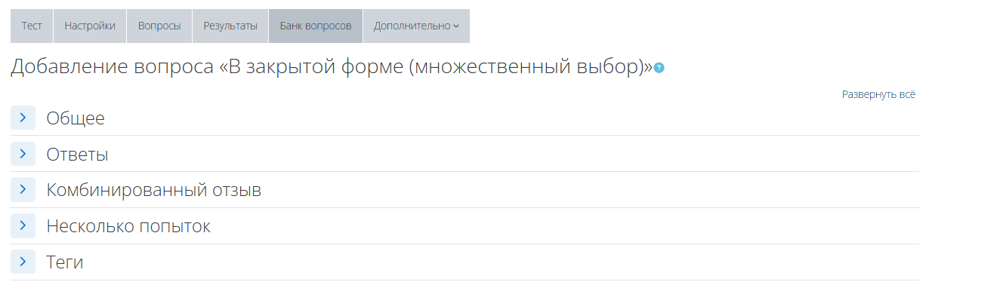 Тест Настройки Вопросы Результаты Банк вопросов Дополнительно
Добавление вопроса «В закрытой форме (множественный выбор)»?
Развернуть всё
Общее
Ответы
Комбинированный отзыв
Несколько попыток
Теги